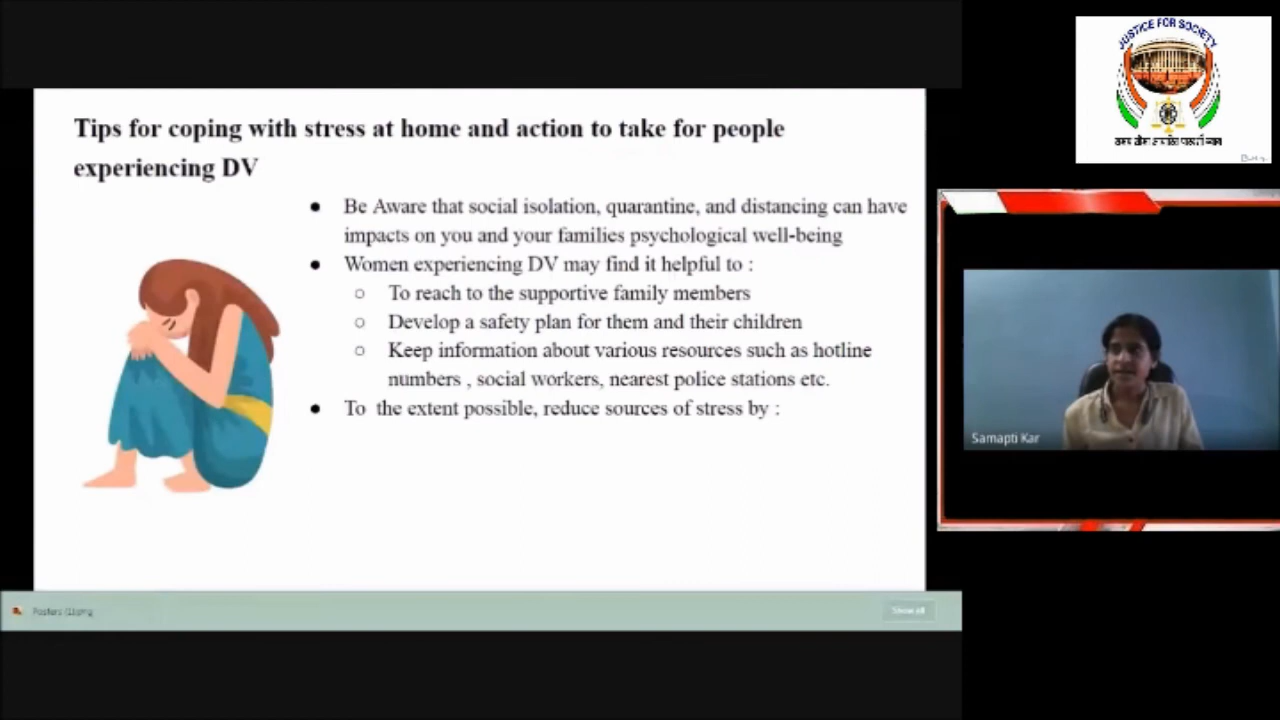 Tips for coping with stress at home and action to take for people
experiencing DV
● Be Aware that social isolation, quarantine, and distancing can have
impacts on you and your families psychological well-being
● Women experiencing DV may find it helpful to :
○ To reach to the supportive family members
○ Develop a safety plan for them and their children
○ Keep information about various resources such as hotline
numbers , social workers, nearest police stations etc.
● To the extent possible, reduce sources of stress by :
Show all
JUSTICE FOR SOCIETY
Samapti Kar